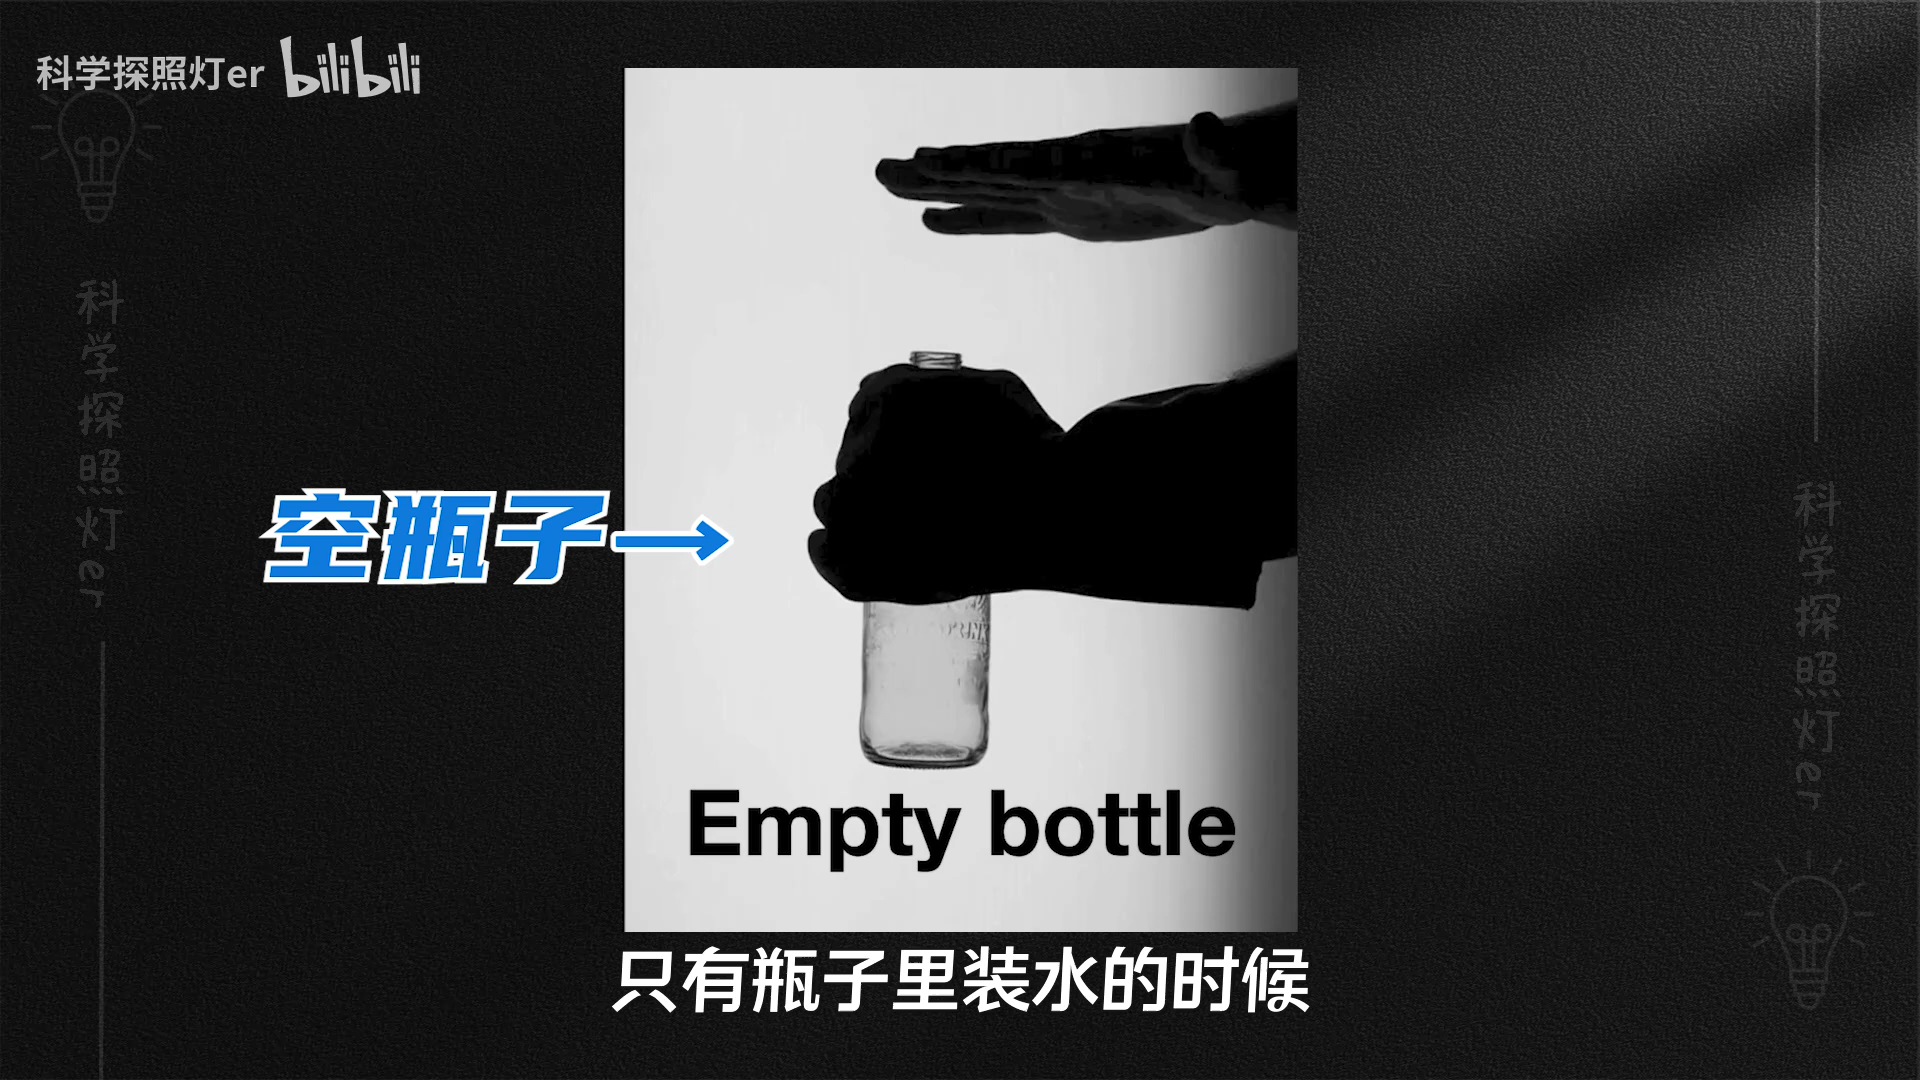 科学探照灯er bilibili
科学探照灯er
空瓶子→
DRINK
Empty bottle
只有瓶子里装水的时候
科学探照灯er